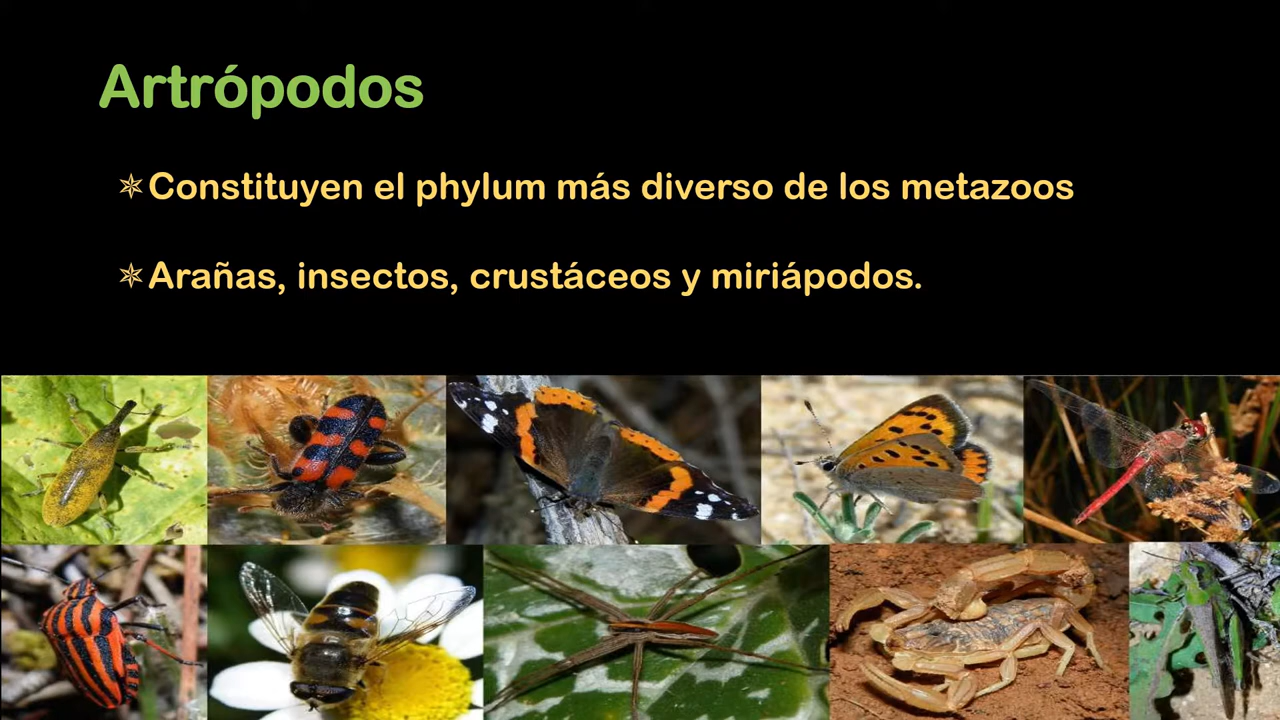 Artrópodos
✵Constituyen el phylum más diverso de los metazoos
✵Arañas, insectos, crustáceos y miriápodos.